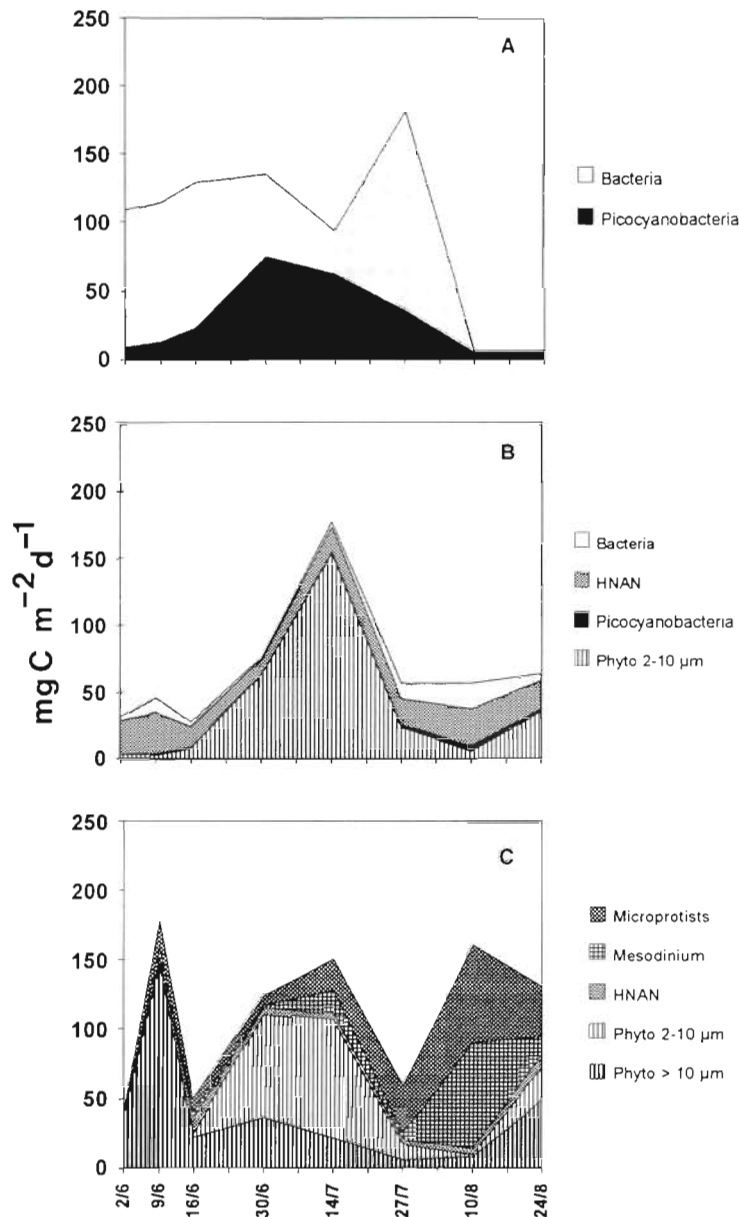 250
200
150
100
50
0
A
Bacteria
Picocyanobacteria
mg C m⁻² d⁻¹
250
200
150
100
50
0
B
Bacteria
HNAN
Picocyanobacteria
Phyto 2-10 µm
250
200
150
100
50
0
C
Microprotists
Mesodinium
HNAN
Phyto 2-10 µm
Phyto > 10 µm
2/6
9/6
16/6
30/6
14/7
27/7
10/8
24/8